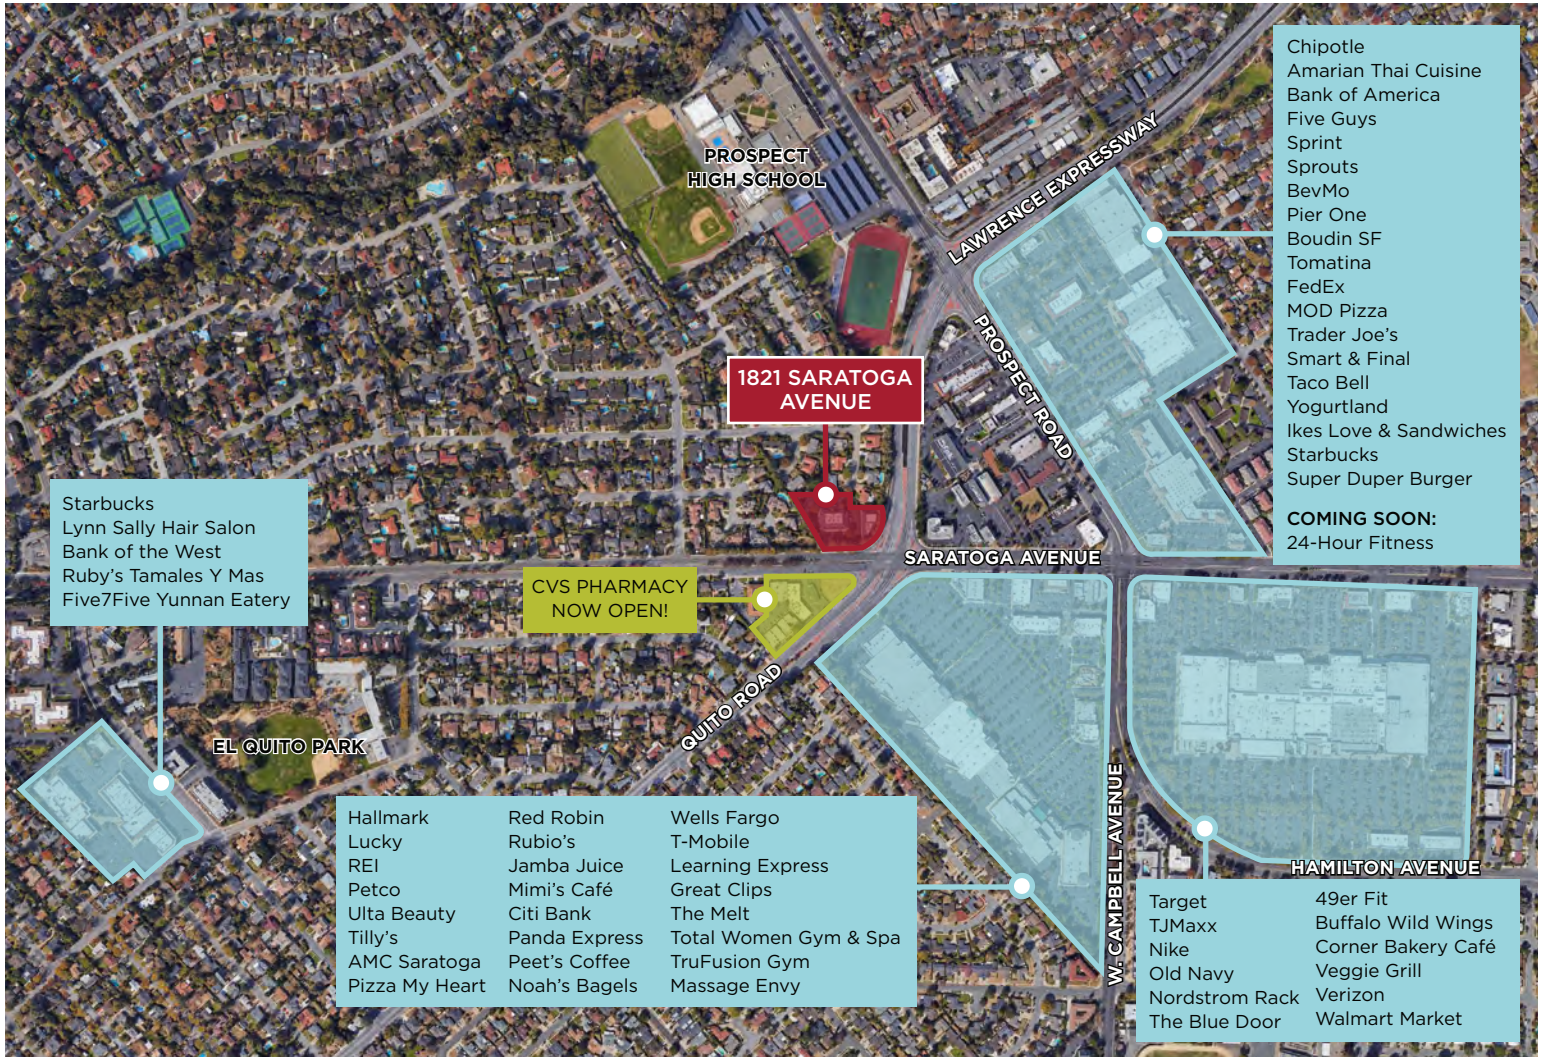 PROSPECT
HIGH SCHOOL
LAWRENCE EXPRESSWAY
Chipotle
Amarian Thai Cuisine
Bank of America
Five Guys
Sprint
Sprouts
BevMo
Pier One
Boudin SF
Tomatina
FedEx
MOD Pizza
Trader Joe's
Smart & Final
Taco Bell
Yogurtland
Ikes Love & Sandwiches
Starbucks
Super Duper Burger
COMING SOON:
24-Hour Fitness
PROSPECT ROAD
1821 SARATOGA
AVENUE
SARATOGA AVENUE
Starbucks
Lynn Sally Hair Salon
Bank of the West
Ruby's Tamales Y Mas
Five7Five Yunnan Eatery
CVS PHARMACY
NOW OPEN!
QUITO ROAD
EL QUITO PARK
Hallmark
Lucky
REI
Petco
Ulta Beauty
Tilly's
AMC Saratoga
Pizza My Heart
Red Robin
Rubio's
Jamba Juice
Mimi's Café
Citi Bank
Panda Express
Peet's Coffee
Noah's Bagels
Wells Fargo
T-Mobile
Learning Express
Great Clips
The Melt
Total Women Gym & Spa
TruFusion Gym
Massage Envy
W. CAMPBELL AVENUE
HAMILTON AVENUE
Target
TJMaxx
Nike
Old Navy
Nordstrom Rack
The Blue Door
49er Fit
Buffalo Wild Wings
Corner Bakery Café
Veggie Grill
Verizon
Walmart Market